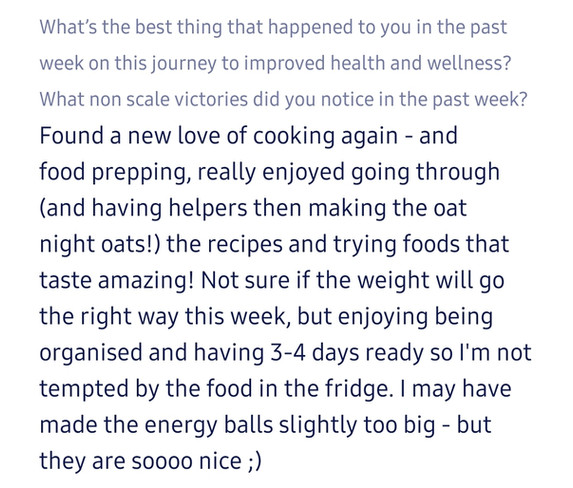 What's the best thing that happened to you in the past
week on this journey to improved health and wellness?
What non scale victories did you notice in the past week?
Found a new love of cooking again - and
food prepping, really enjoyed going through
(and having helpers then making the oat
night oats!) the recipes and trying foods that
taste amazing! Not sure if the weight will go
the right way this week, but enjoying being
organised and having 3-4 days ready so I'm not
tempted by the food in the fridge. I may have
made the energy balls slightly too big - but
they are soooo nice ;)